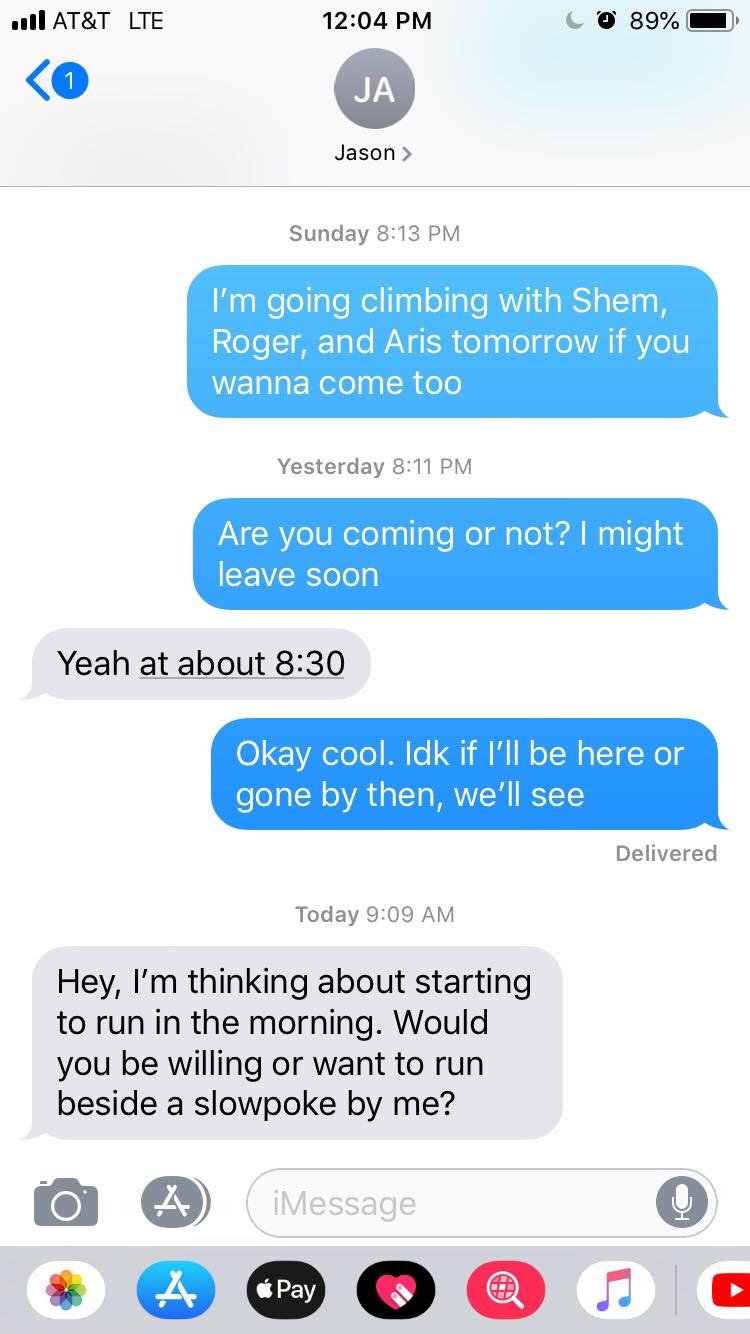 AT&T LTE 12:04 PM 89%
1
JA
Jason
Sunday 8:13 PM
I'm going climbing with Shem,
Roger, and Aris tomorrow if you
wanna come too
Yesterday 8:11 PM
Are you coming or not? I might
leave soon
Yeah at about 8:30
Okay cool. Idk if I'll be here or
gone by then, we'll see
Delivered
Today 9:09 AM
Hey, I'm thinking about starting
to run in the morning. Would
you be willing or want to run
beside a slowpoke by me?
iMessage
Pay